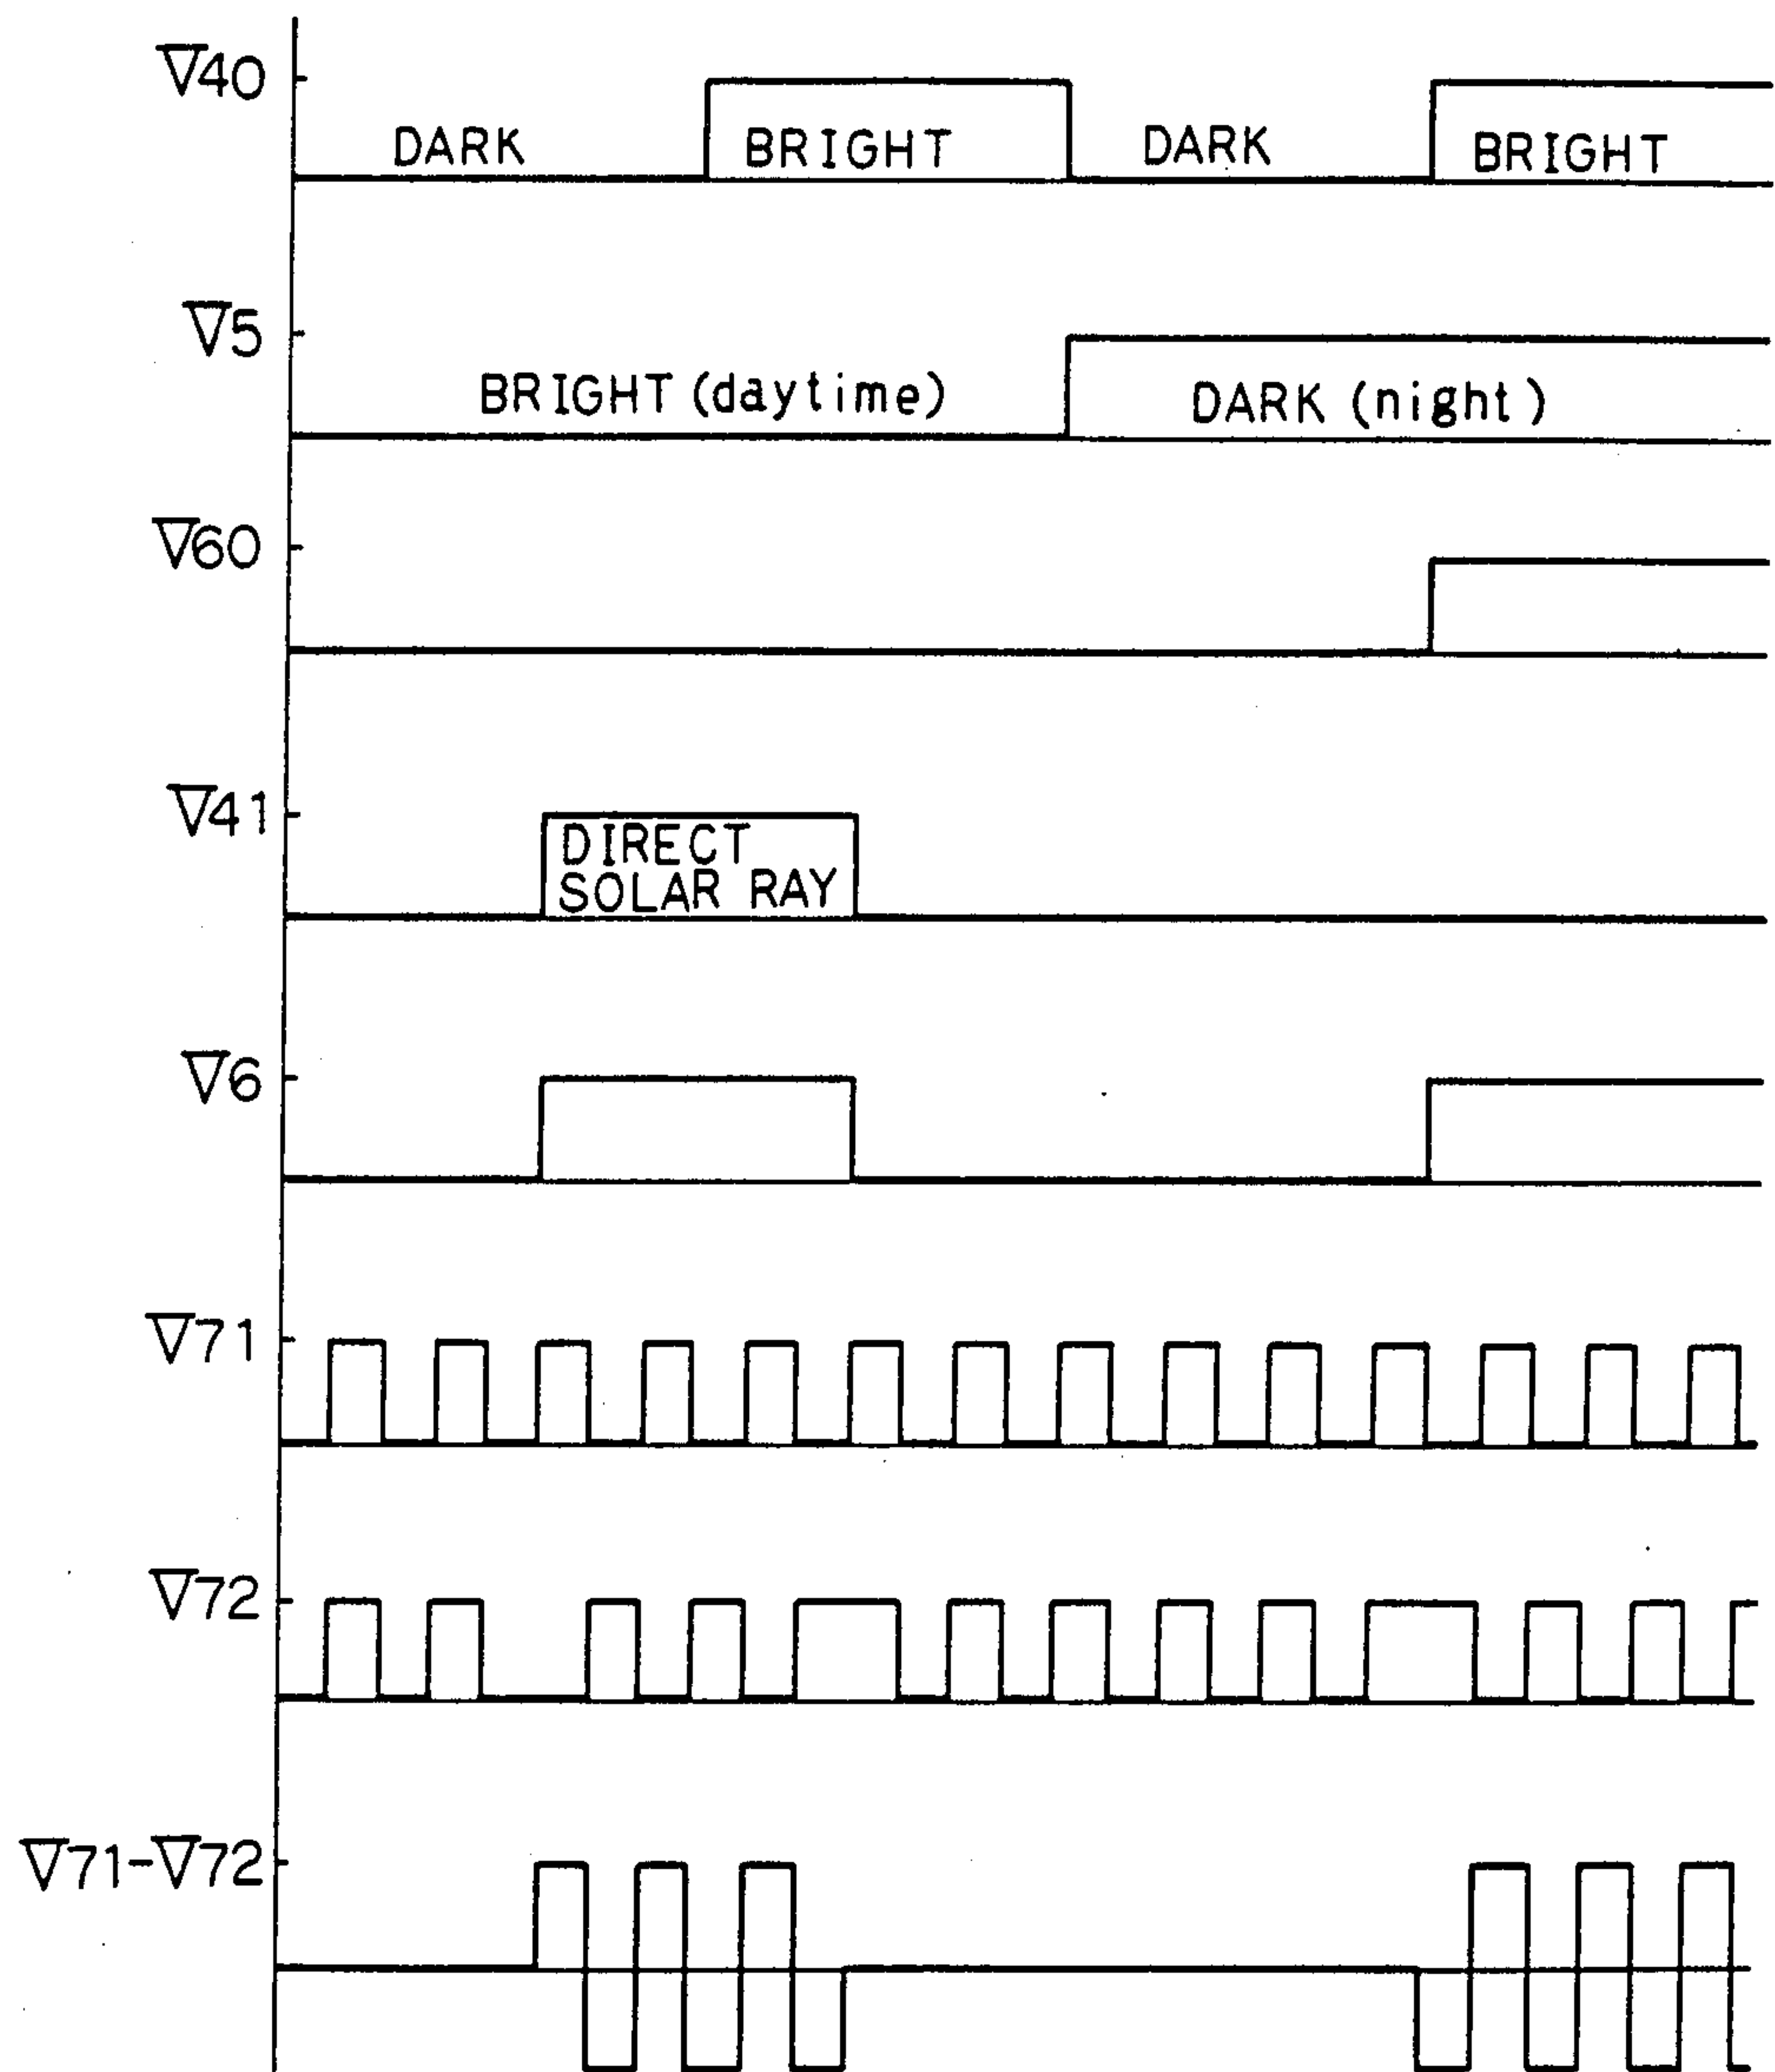 V40
DARK BRIGHT DARK BRIGHT
V5
BRIGHT (daytime) DARK (night)
V60
V41
DIRECT
SOLAR RAY
V6
V71
V72
V71-V72